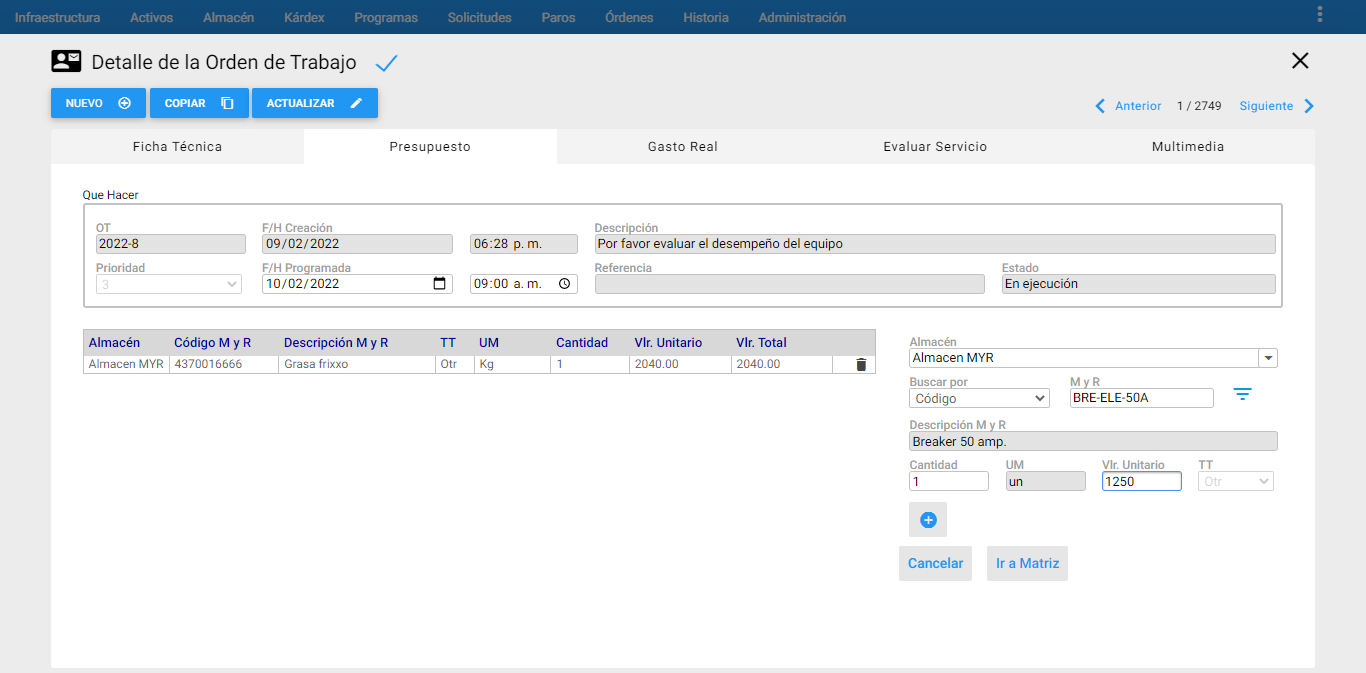 Infraestructura Activos Almacén Kárdex Programas Solicitudes Paros Órdenes Historia Administración
Detalle de la Orden de Trabajo
NUEVO COPIAR ACTUALIZAR
Anterior 1 / 2749 Siguiente
Ficha Técnica Presupuesto Gasto Real Evaluar Servicio Multimedia
Que Hacer
OT F/H Creación Descripción
2022-8 09/02/2022 06:28 p. m. Por favor evaluar el desempeño del equipo
Prioridad F/H Programada Referencia Estado
3 10/02/2022 09:00 a. m. En ejecución
Almacén Código M y R Descripción M y R TT UM Cantidad Vlr. Unitario Vlr. Total
Almacen MYR 4370016666 Grasa frixxo Otr Kg 1 2040.00 2040.00
Almacén
Almacen MYR
Buscar por M y R
Código BRE-ELE-50A
Descripción M y R
Breaker 50 amp.
Cantidad UM Vlr. Unitario TT
1 un 1250 Otr
Cancelar Ir a Matriz